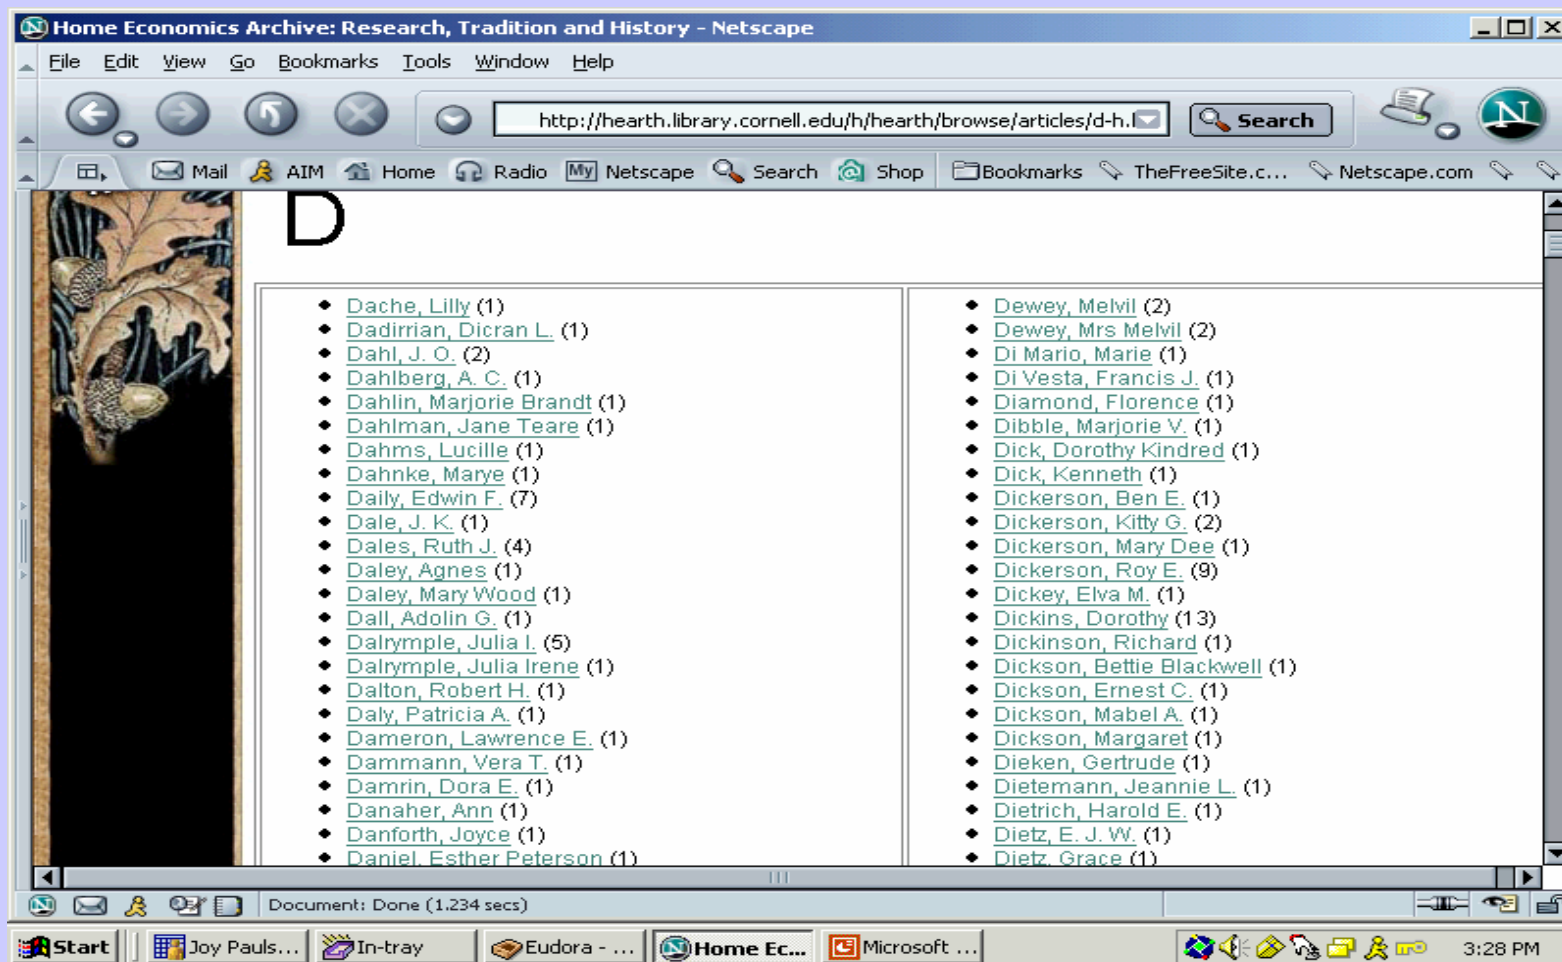 Home Economics Archive: Research, Tradition and History - Netscape
File Edit View Go Bookmarks Tools Window Help
http://hearth.library.cornell.edu/h/hearth/browse/articles/d-h. Search N
Mail AIM Home Radio My Netscape Search Shop Bookmarks TheFreeSite.c... Netscape.com
D
Dache, Lilly (1)
Dadirrian, Dicran L. (1)
Dahl, J. O. (2)
Dahlberg, A. C. (1)
Dahlin, Marjorie Brandt (1)
Dahlman, Jane Teare (1)
Dahms, Lucille (1)
Dahnke, Marye (1)
Daily, Edwin F. (7)
Dale, J. K. (1)
Dales, Ruth J. (4)
Daley, Agnes (1)
Daley, Mary Wood (1)
Dall, Adolin G. (1)
Dalrymple, Julia I. (5)
Dalrymple, Julia Irene (1)
Dalton, Robert H. (1)
Daly, Patricia A. (1)
Dameron, Lawrence E. (1)
Dammann, Vera T. (1)
Damrin, Dora E. (1)
Danaher, Ann (1)
Danforth, Joyce (1)
Daniel, Esther Peterson (1)
Dewey, Melvil (2)
Dewey, Mrs Melvil (2)
Di Mario, Marie (1)
Di Vesta, Francis J. (1)
Diamond, Florence (1)
Dibble, Marjorie V. (1)
Dick, Dorothy Kindred (1)
Dick, Kenneth (1)
Dickerson, Ben E. (1)
Dickerson, Kitty G. (2)
Dickerson, Mary Dee (1)
Dickerson, Roy E. (9)
Dickey, Elva M. (1)
Dickins, Dorothy (13)
Dickinson, Richard (1)
Dickson, Bettie Blackwell (1)
Dickson, Ernest C. (1)
Dickson, Mabel A. (1)
Dickson, Margaret (1)
Dieken, Gertrude (1)
Dietemann, Jeannie L. (1)
Dietrich, Harold E. (1)
Dietz, E. J. W. (1)
Dietz, Grace (1)
Document: Done (1.234 secs)
Start Joy Pauls... In-tray Eudora - ... Home Ec... Microsoft ... 3:28 PM